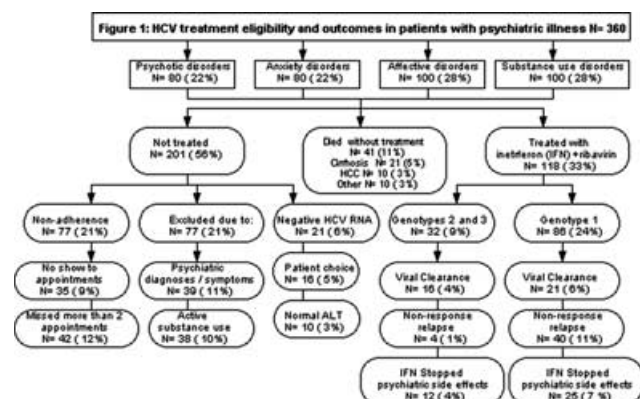 Figure 1: HCV treatment eligibility and outcomes in patients with psychiatric illness N= 360
Psychotic disorders
N= 80 (22%)
Anxiety disorders
N= 80 (22%)
Affective disorders
N= 100 (28%)
Substance use disorders
N= 100 (28%)
Not treated
N= 201 (56%)
Died without treatment
N= 41 (11%)
Cirrhosis N= 21 (5%)
HCC N= 10 (3%)
Other N= 10 (3%)
Treated with
inetrferon (IFN) +ribavirin
N= 118 (33%)
Non-adherence
N= 77 (21%)
Excluded due to:
N= 77 (21%)
Negative HCV RNA
N= 21 (6%)
Genotypes 2 and 3
N= 32 (9%)
Genotype 1
N= 86 (24%)
No show to
appointments
N= 35 (9%)
Psychiatric
diagnoses / symptoms
N= 39 (11%)
Patient choice
N= 16 (5%)
Viral Clearance
N= 16 (4%)
Viral Clearance
N= 21 (6%)
Missed more than 2
appointments
N= 42 (12%)
Active
substance use
N= 38 (10%)
Normal ALT
N= 10 (3%)
Non-response
relapse
N= 4 (1%)
Non-response
relapse
N= 40 (11%)
IFN Stopped
psychiatric side effects
N= 12 (4%)
IFN Stopped
psychiatric side effects
N= 25 (7 %)